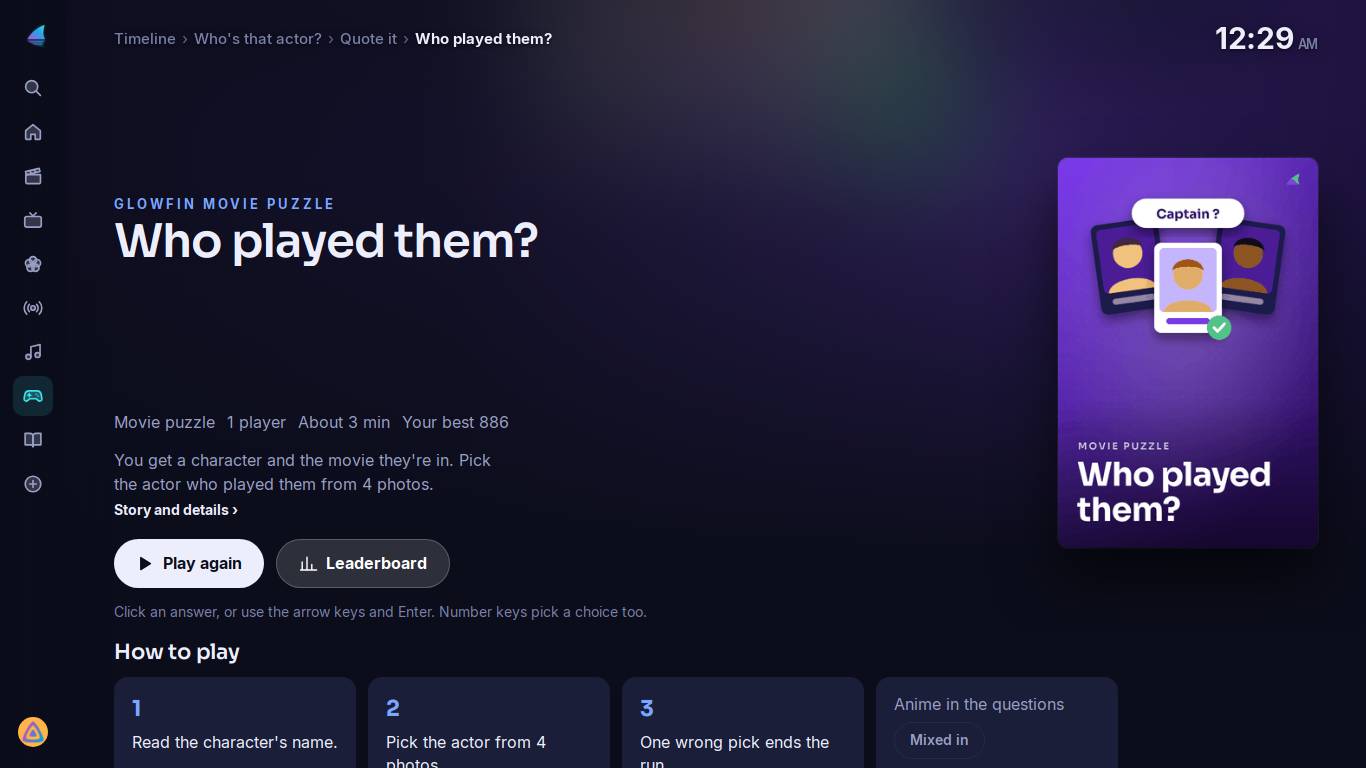 Timeline › Who's that actor? › Quote it › Who played them?
12:29 AM
GLOWFIN MOVIE PUZZLE
Who played them?
Movie puzzle 1 player About 3 min Your best 886
You get a character and the movie they're in. Pick
the actor who played them from 4 photos.
Story and details ›
Play again
Leaderboard
Click an answer, or use the arrow keys and Enter. Number keys pick a choice too.
Captain ?
MOVIE PUZZLE
Who played
them?
How to play
1
Read the character's name.
2
Pick the actor from 4
photos.
3
One wrong pick ends the
run.
Anime in the questions
Mixed in